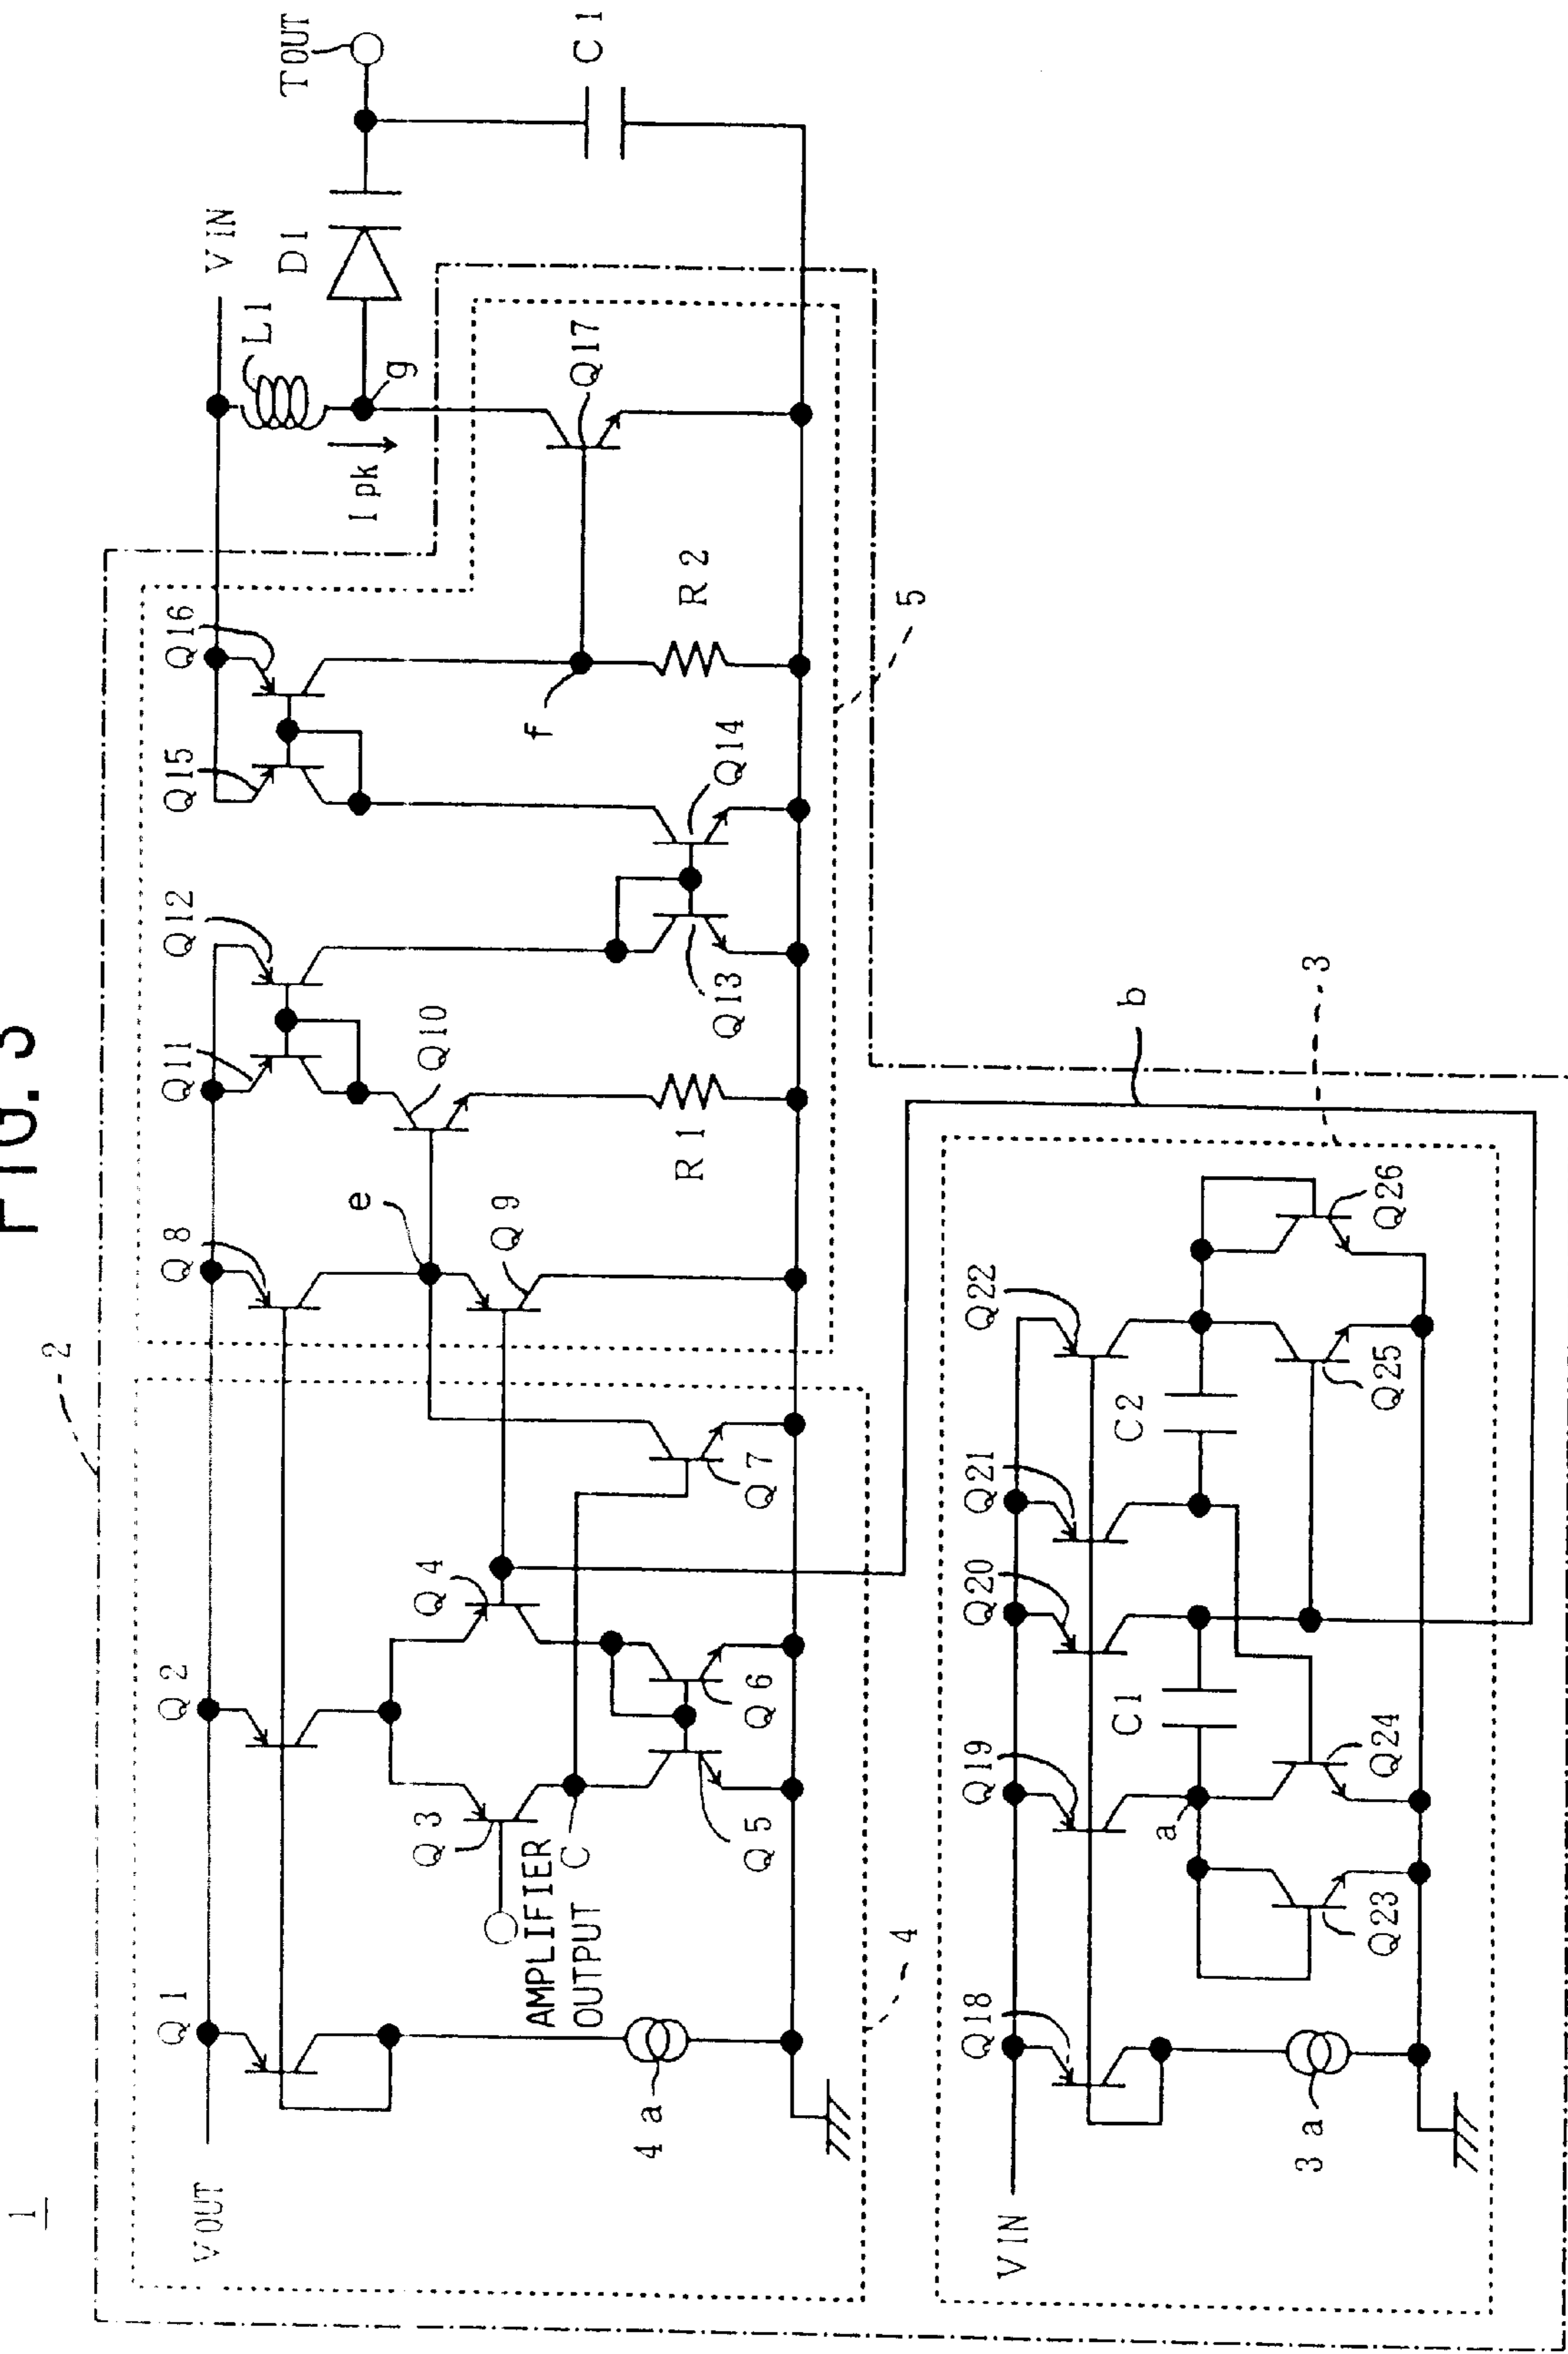 FIG. 3
1
2
VOUT
Q1
Q2
Q8
Q11
Q12
Q15
Q16
VIN
TOUT
L1
D1
g
Ipk
C1
Q3
Q4
e
Q10
Q9
f
Q17
AMPLIFIER
OUTPUT
C
4a
Q5
Q6
Q7
R1
Q13
Q14
R2
4
5
b
3
VIN
Q18
Q19
Q20
Q21
Q22
C1
C2
a
3a
Q23
Q24
Q25
Q26